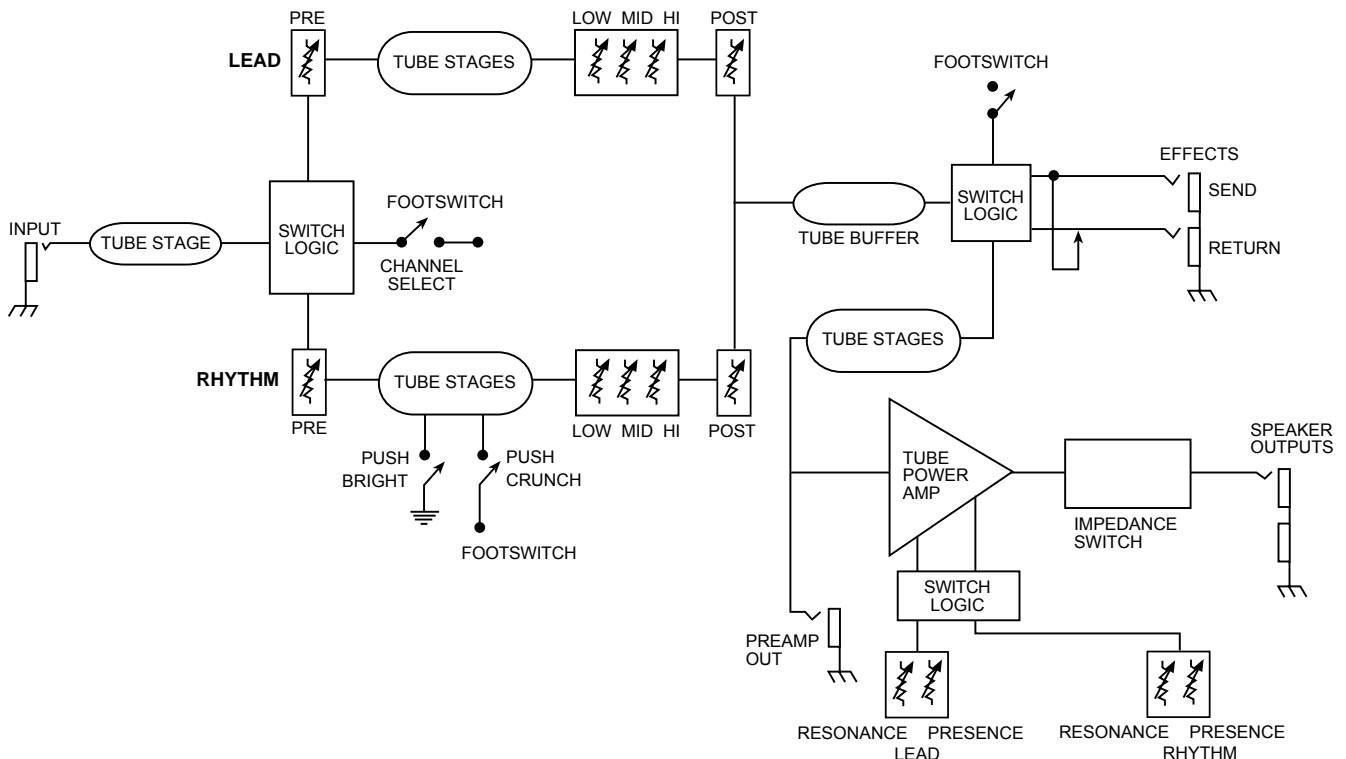 PRE
LOW MID HI
POST
LEAD
TUBE STAGES
FOOTSWITCH
EFFECTS
SEND
SWITCH
LOGIC
TUBE BUFFER
RETURN
INPUT
TUBE STAGE
SWITCH
LOGIC
FOOTSWITCH
CHANNEL
SELECT
TUBE STAGES
RHYTHM
PRE
TUBE STAGES
LOW MID HI
POST
PUSH
BRIGHT
PUSH
CRUNCH
FOOTSWITCH
TUBE
POWER
AMP
IMPEDANCE
SWITCH
SPEAKER
OUTPUTS
SWITCH
LOGIC
PREAMP
OUT
RESONANCE PRESENCE
LEAD
RESONANCE PRESENCE
RHYTHM